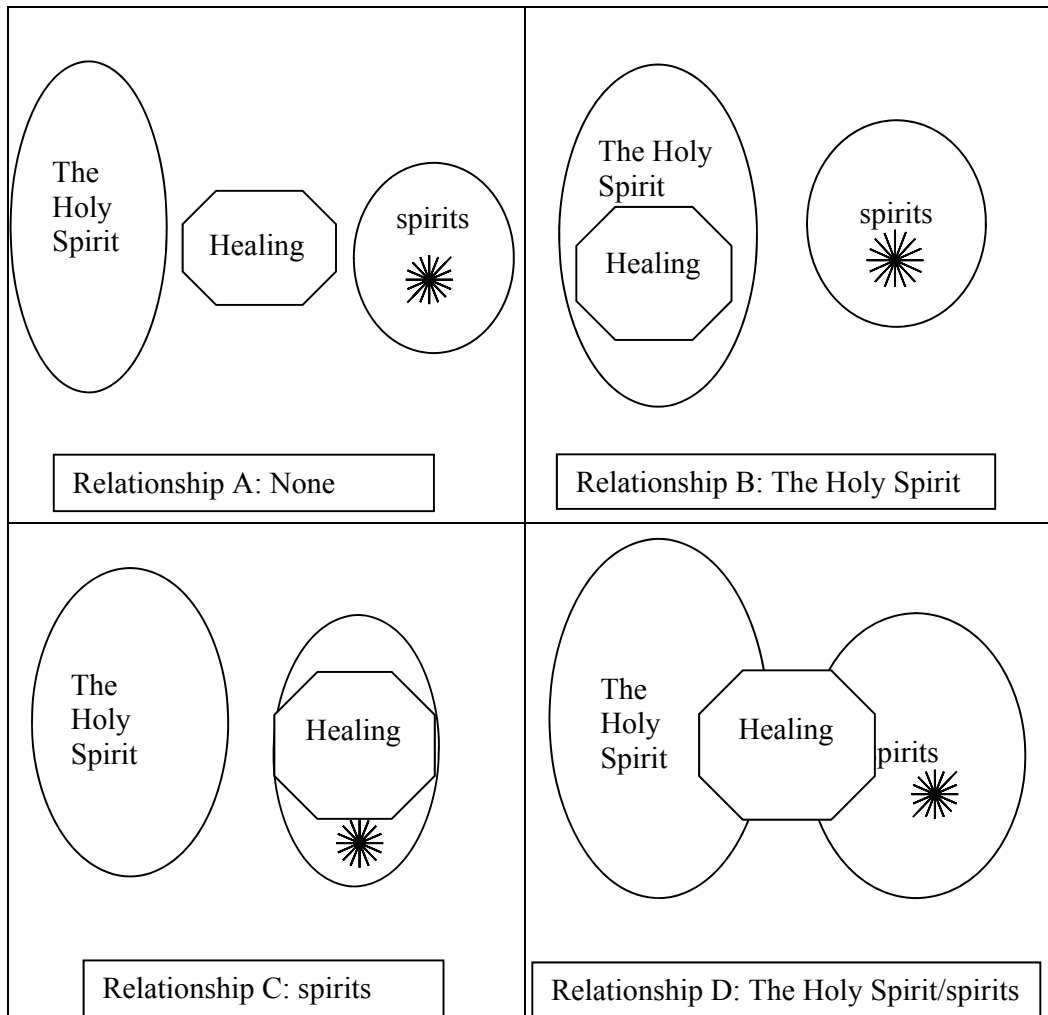 The
Holy
Spirit
Healing
spirits
Relationship A: None
The Holy
Spirit
Healing
spirits
Relationship B: The Holy Spirit
The
Holy
Spirit
Healing
Relationship C: spirits
The
Holy
Spirit
Healing
pirits
Relationship D: The Holy Spirit/spirits